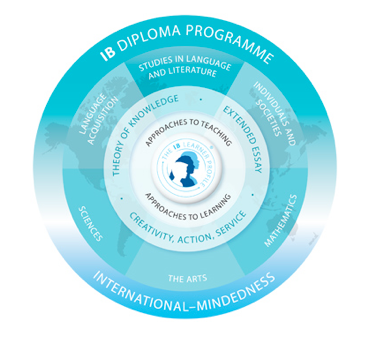 IB DIPLOMA PROGRAMME
STUDIES IN LANGUAGE
AND LITERATURE
LANGUAGE
ACQUISITION
INDIVIDUALS AND
SOCIETIES
THEORY OF KNOWLEDGE
EXTENDED ESSAY
APPROACHES TO TEACHING
THE IB LEARNER PROFILE
APPROACHES TO LEARNING
CREATIVITY, ACTION, SERVICE
SCIENCES
MATHEMATICS
THE ARTS
INTERNATIONAL–MINDEDNESS